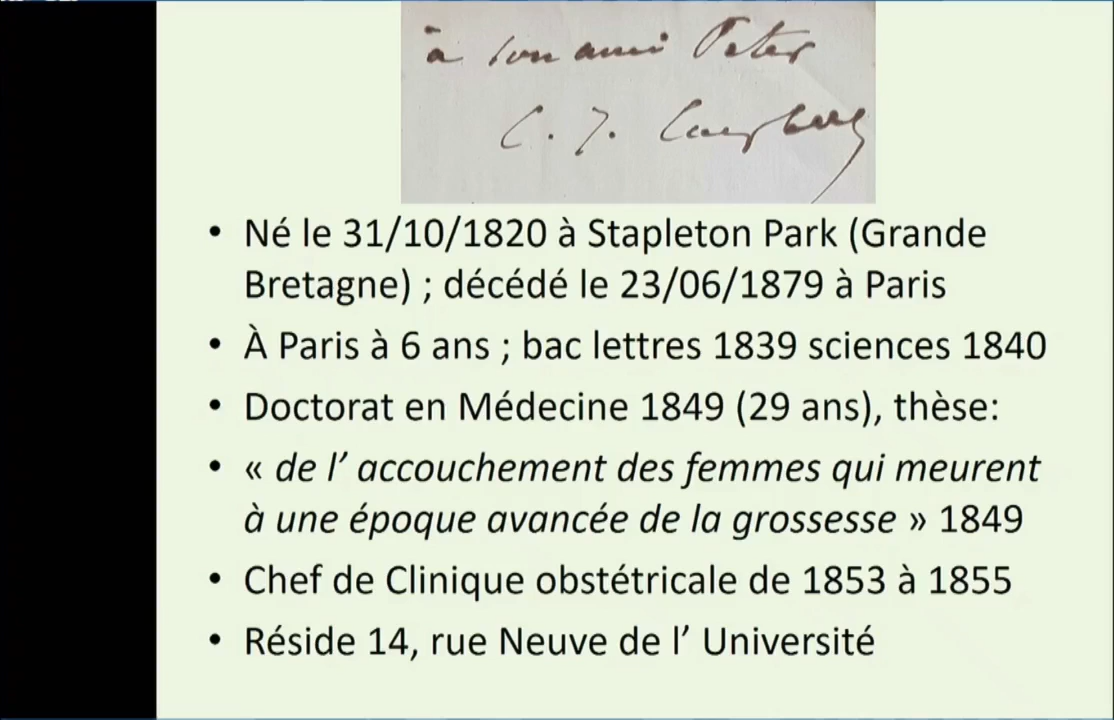 à son ami Peter
C. J. Campbell
• Né le 31/10/1820 à Stapleton Park (Grande
Bretagne) ; décédé le 23/06/1879 à Paris
• À Paris à 6 ans ; bac lettres 1839 sciences 1840
• Doctorat en Médecine 1849 (29 ans), thèse:
• « de l’ accouchement des femmes qui meurent
à une époque avancée de la grossesse » 1849
• Chef de Clinique obstétricale de 1853 à 1855
• Réside 14, rue Neuve de l’ Université